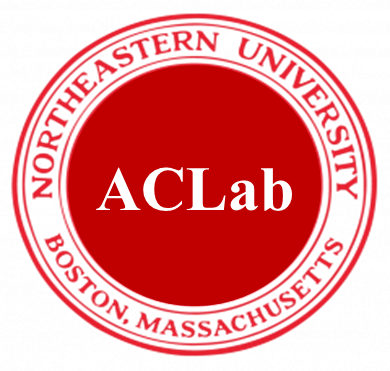 NORTHEASTERN UNIVERSITY
ACLab
BOSTON, MASSACHUSETTS